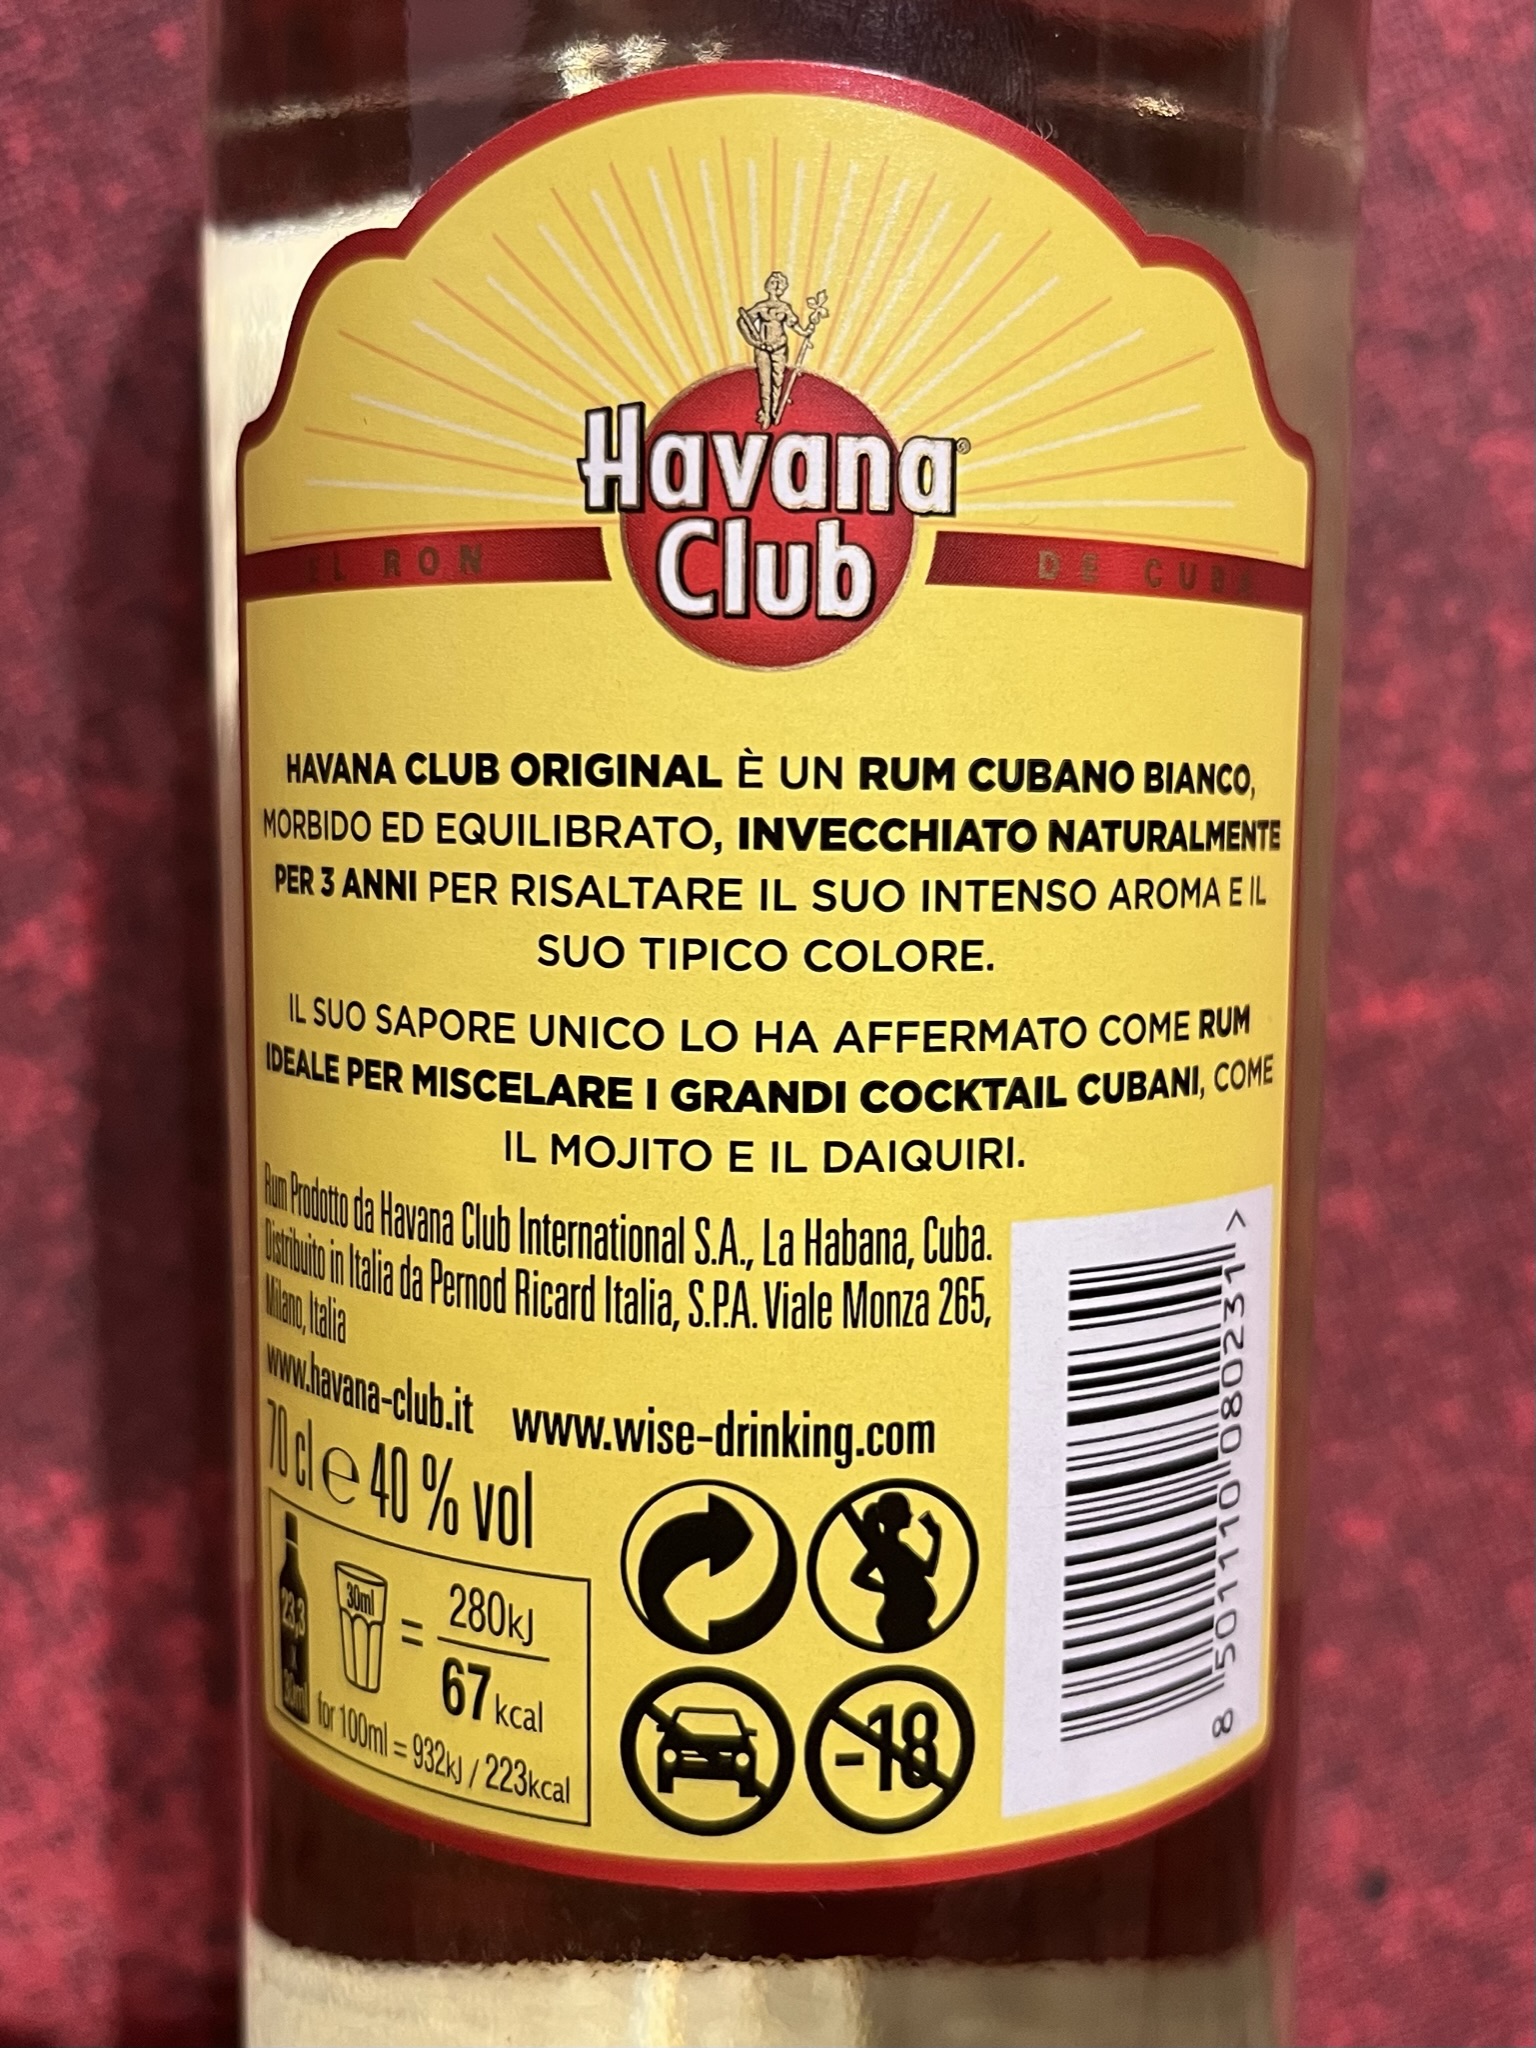 Havana
Club
®
EL RON DE CUBA
HAVANA CLUB ORIGINAL È UN RUM CUBANO BIANCO,
MORBIDO ED EQUILIBRATO, INVECCHIATO NATURALMENTE
PER 3 ANNI PER RISALTARE IL SUO INTENSO AROMA E IL
SUO TIPICO COLORE.
IL SUO SAPORE UNICO LO HA AFFERMATO COME RUM
IDEALE PER MISCELARE I GRANDI COCKTAIL CUBANI, COME
IL MOJITO E IL DAIQUIRI.
Rum Prodotto da Havana Club International S.A., La Habana, Cuba.
Distribuito in Italia da Pernod Ricard Italia, S.P.A. Viale Monza 265,
Milano, Italia
www.havana-club.it www.wise-drinking.com
70 cl e 40 % vol
23,3
x
30ml
30ml
=
280kJ
67 kcal
for 100ml = 932kJ / 223kcal
-18
8 501110 080231 >